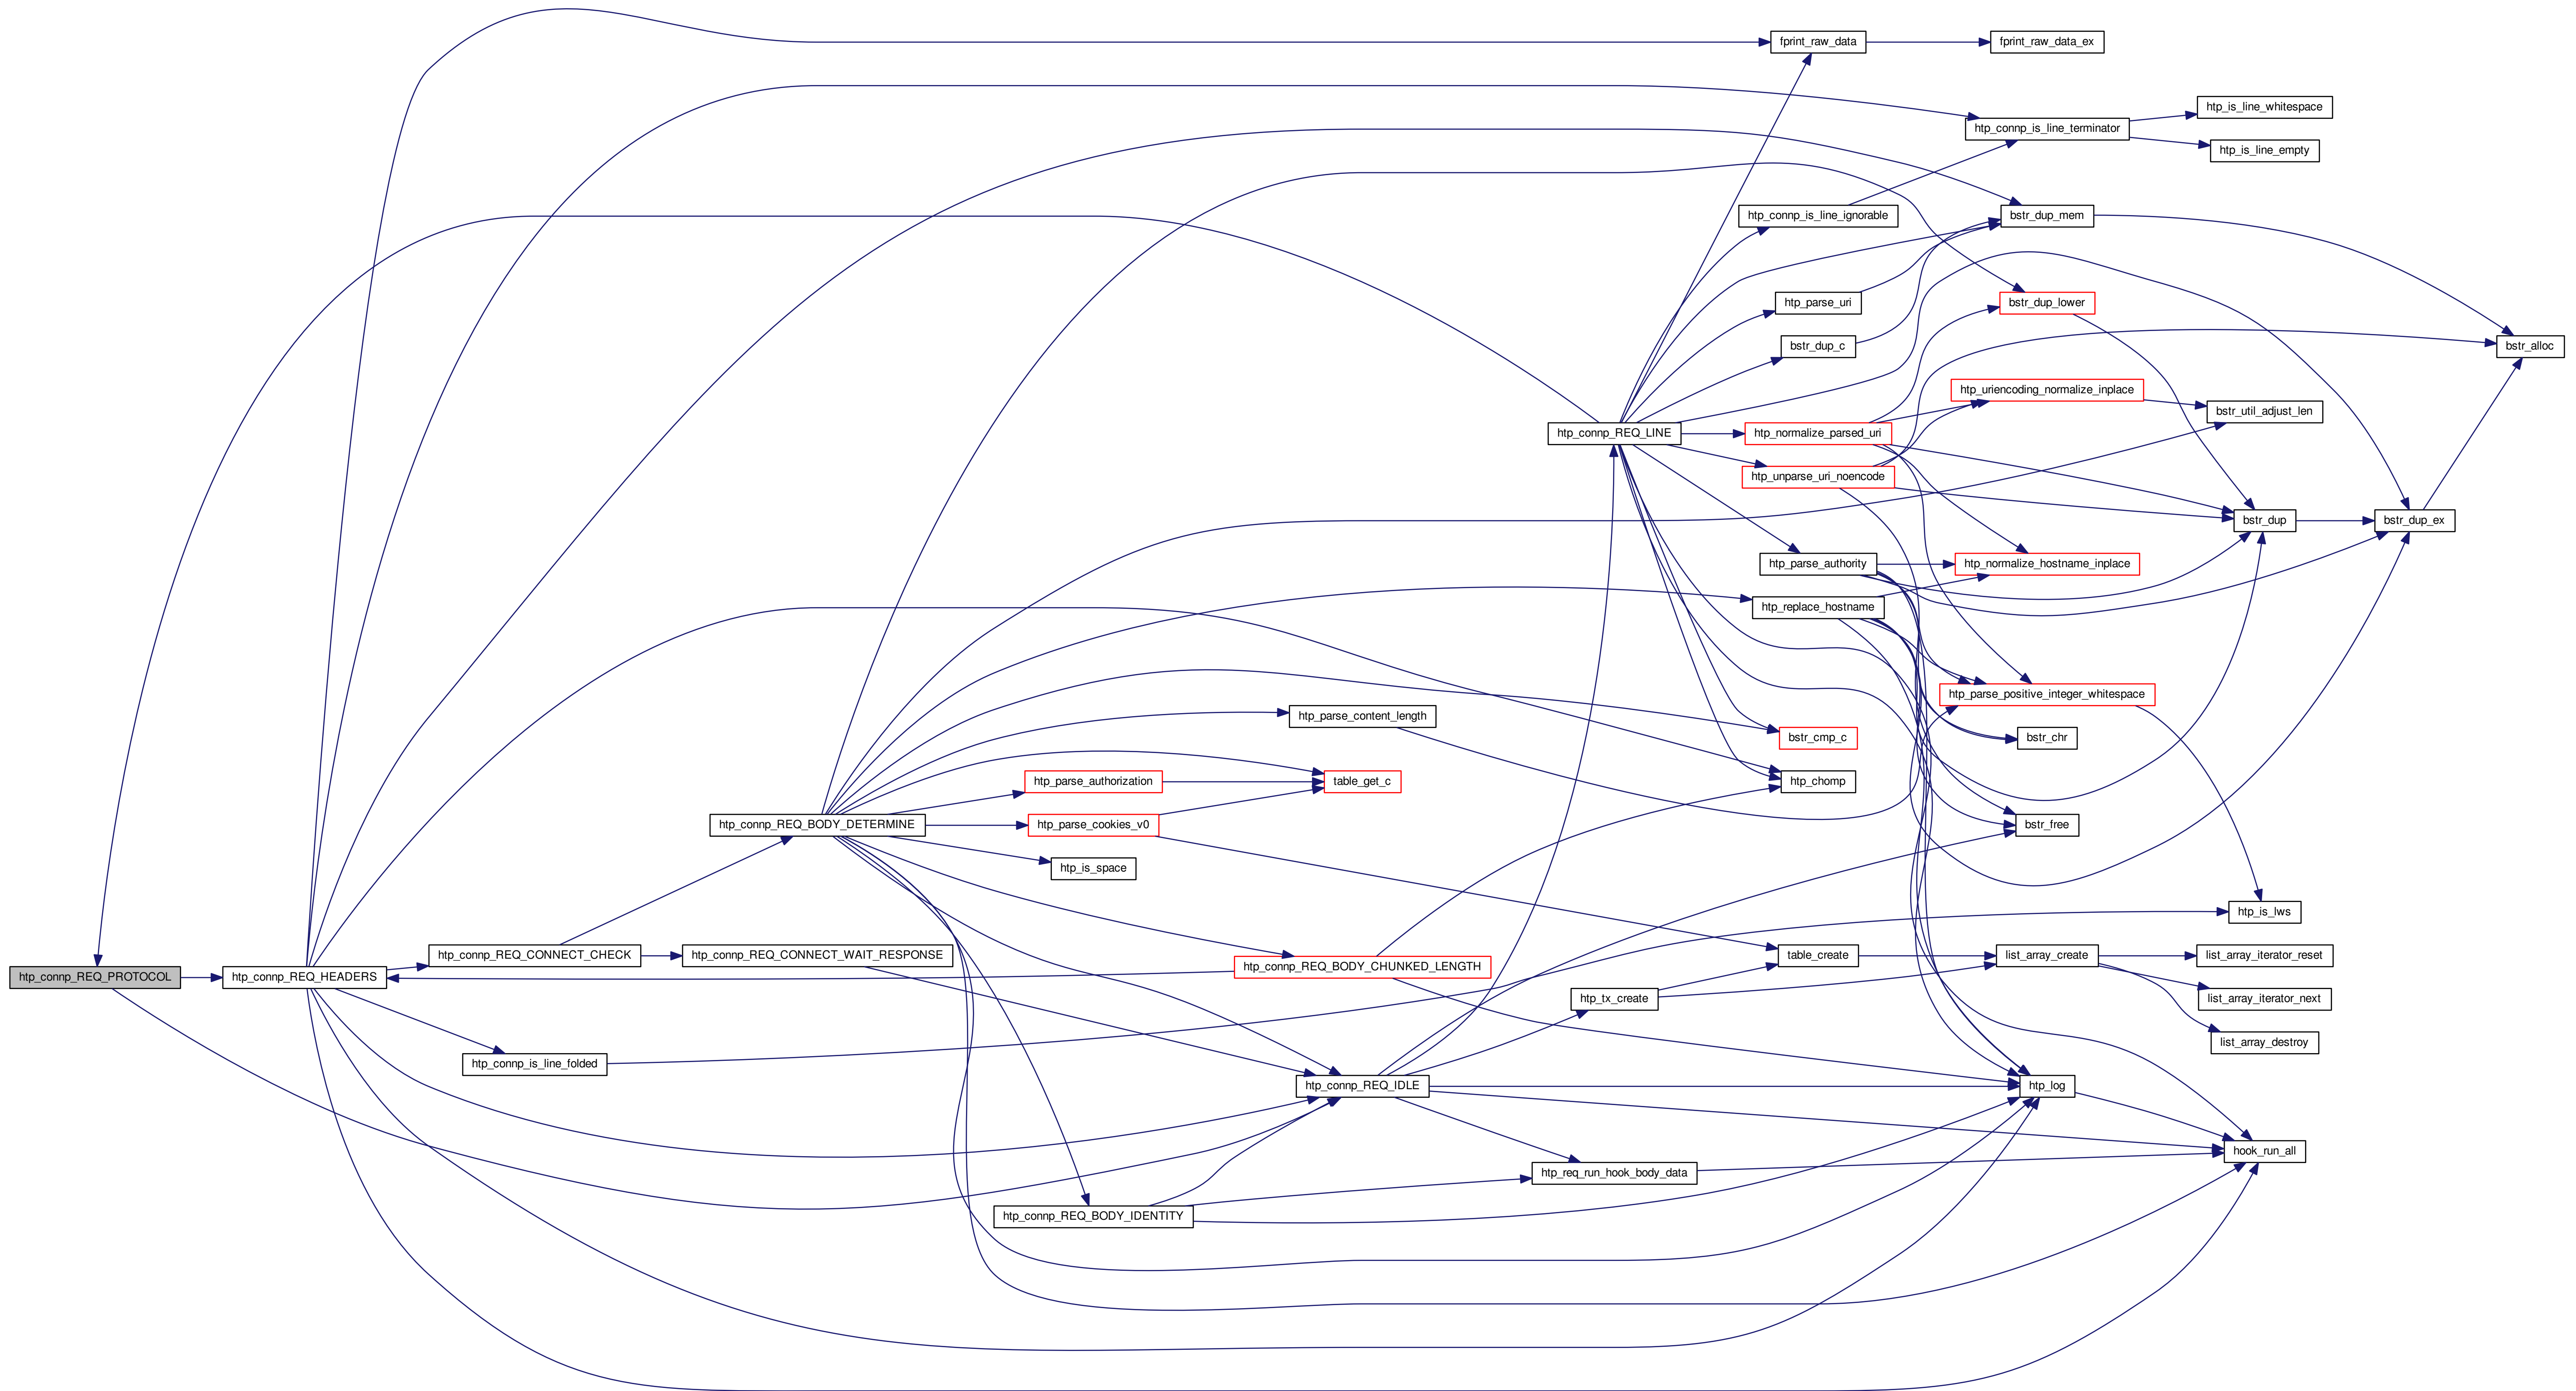 fprint_raw_data
fprint_raw_data_ex
htp_is_line_whitespace
htp_connp_is_line_terminator
htp_is_line_empty
htp_connp_is_line_ignorable
bstr_dup_mem
htp_parse_uri
bstr_dup_lower
bstr_dup_c
bstr_alloc
htp_uriencoding_normalize_inplace
bstr_util_adjust_len
htp_connp_REQ_LINE
htp_normalize_parsed_uri
htp_unparse_uri_noencode
bstr_dup
bstr_dup_ex
htp_parse_authority
htp_normalize_hostname_inplace
htp_replace_hostname
htp_parse_positive_integer_whitespace
htp_parse_content_length
bstr_cmp_c
bstr_chr
htp_parse_authorization
table_get_c
htp_chomp
htp_connp_REQ_BODY_DETERMINE
htp_parse_cookies_v0
bstr_free
htp_is_space
htp_is_lws
htp_connp_REQ_CONNECT_CHECK
htp_connp_REQ_CONNECT_WAIT_RESPONSE
table_create
list_array_create
list_array_iterator_reset
htp_connp_REQ_PROTOCOL
htp_connp_REQ_HEADERS
htp_connp_REQ_BODY_CHUNKED_LENGTH
htp_tx_create
list_array_iterator_next
list_array_destroy
htp_connp_is_line_folded
htp_connp_REQ_IDLE
htp_log
hook_run_all
htp_req_run_hook_body_data
htp_connp_REQ_BODY_IDENTITY